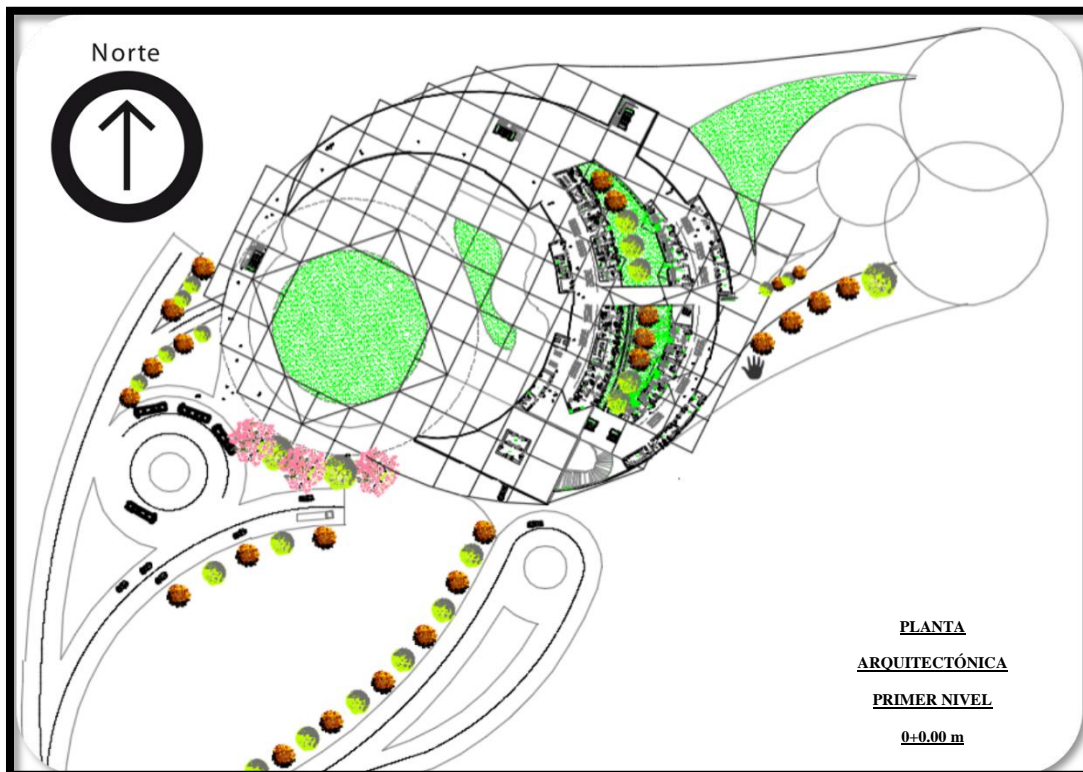 Norte
PLANTA
ARQUITECTÓNICA
PRIMER NIVEL
0+0.00 m